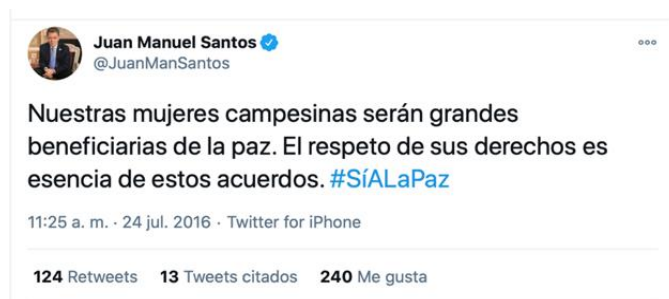 Juan Manuel Santos
@JuanManSantos
Nuestras mujeres campesinas serán grandes
beneficiarias de la paz. El respeto de sus derechos es
esencia de estos acuerdos. #SíALaPaz
11:25 a. m. · 24 jul. 2016 · Twitter for iPhone
124 Retweets 13 Tweets citados 240 Me gusta